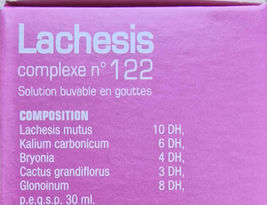 Lachesis
complexe n° 122
Solution buvable en gouttes
COMPOSITION
Lachesis mutus 10 DH,
Kalium carbonicum 6 DH,
Bryonia 4 DH,
Cactus grandiflorus 3 DH,
Glonoinum 8 DH,
p.e.q.s.p. 30 ml.